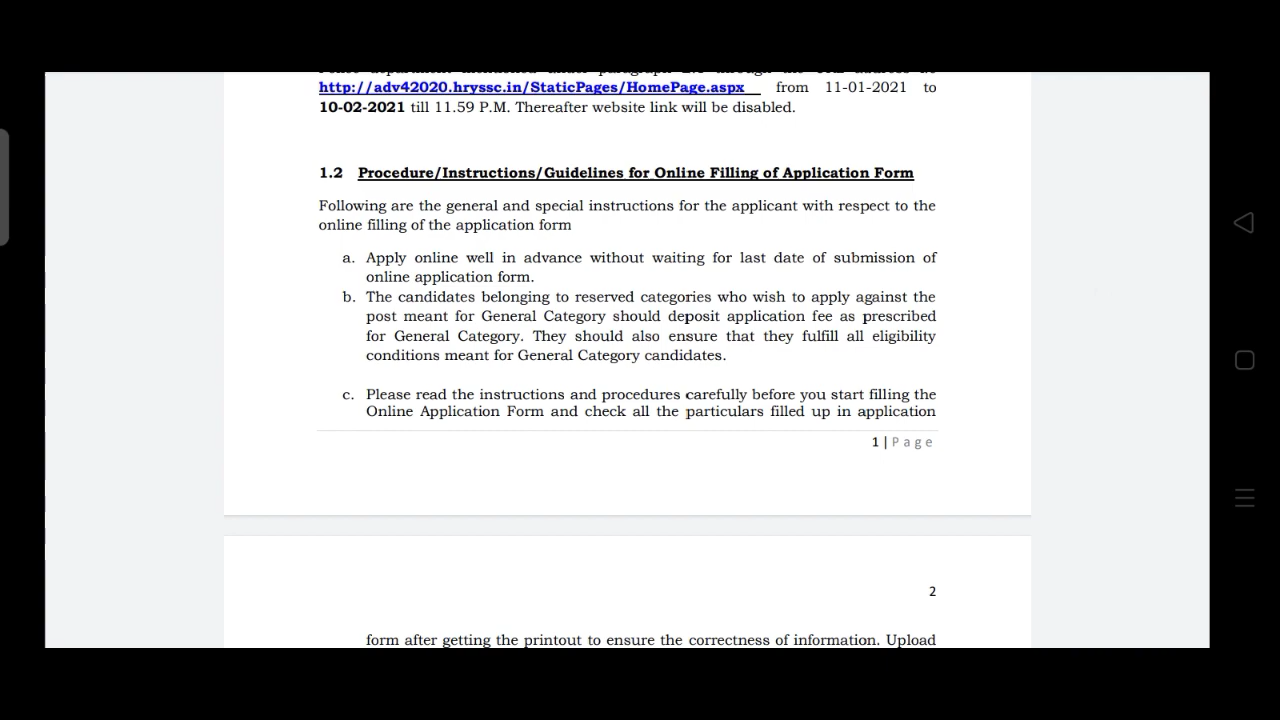 http://adv42020.hryssc.in/StaticPages/HomePage.aspx from 11-01-2021 to
10-02-2021 till 11.59 P.M. Thereafter website link will be disabled.
1.2 Procedure/Instructions/Guidelines for Online Filling of Application Form
Following are the general and special instructions for the applicant with respect to the
online filling of the application form
a. Apply online well in advance without waiting for last date of submission of
online application form.
b. The candidates belonging to reserved categories who wish to apply against the
post meant for General Category should deposit application fee as prescribed
for General Category. They should also ensure that they fulfill all eligibility
conditions meant for General Category candidates.
c. Please read the instructions and procedures carefully before you start filling the
Online Application Form and check all the particulars filled up in application
1 | Page
2
form after getting the printout to ensure the correctness of information. Upload